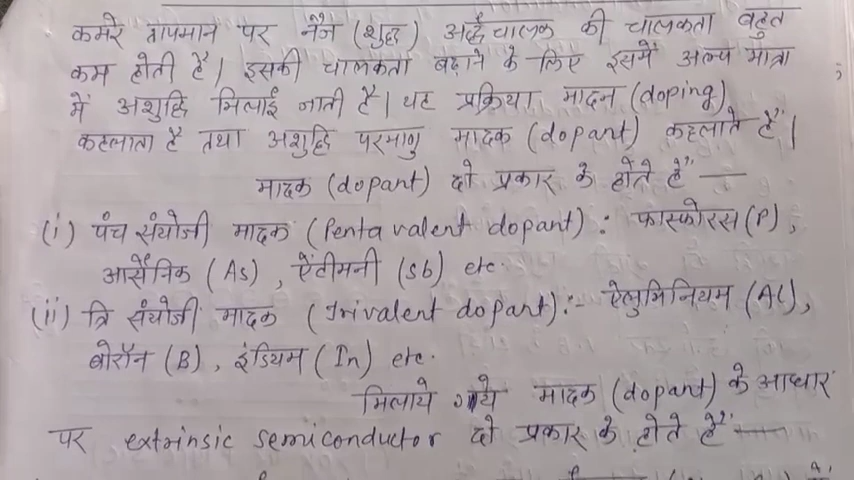 कमरे तापमान पर नैज (शुद्ध) अर्द्धचालक की चालकता बहुत
कम होती है। इसकी चालकता बढ़ाने के लिए इसमें अल्प मात्रा
में अशुद्धि मिलाई जाती है। यह प्रक्रिया मादन (doping)
कहलाता है तथा अशुद्धि परमाणु मादक (dopant) कहलाते हैं।
मादक (dopant) दो प्रकार के होते हैं —
(i) पंच संयोजी मादक (Penta valent dopant) : फास्फोरस (P),
आर्सेनिक (As), ऐंटीमनी (Sb) etc.
(ii) त्रि संयोजी मादक (trivalent dopant) :- ऐलुमिनियम (Al),
बोरॉन (B), इंडियम (In) etc.
मिलाये गये मादक (dopant) के आधार
पर extrinsic semiconductor दो प्रकार के होते हैं —